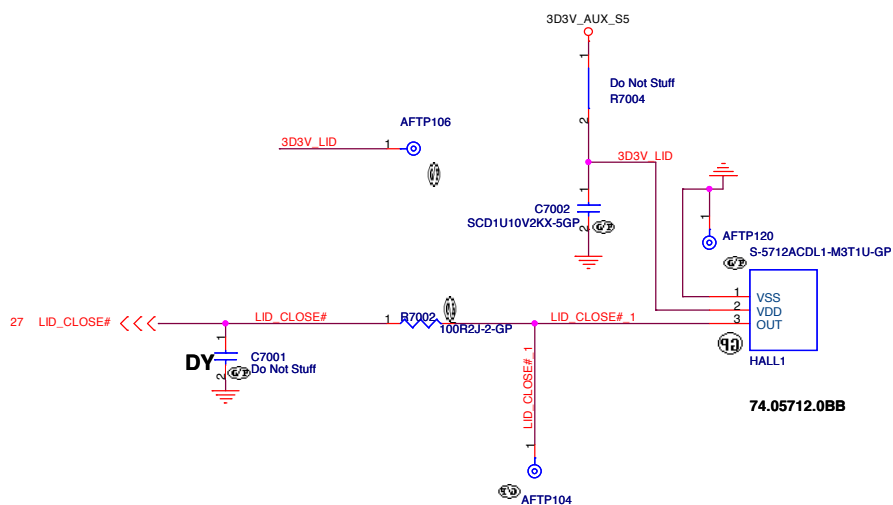 3D3V_AUX_S5
1
Do Not Stuff
R7004
2
AFTP106
3D3V_LID
1
3D3V_LID
1
C7002
SCD1U10V2KX-5GP
2
1
AFTP120
S-5712ACDL1-M3T1U-GP
1
VSS
2
VDD
3
OUT
HALL1
74.05712.0BB
27 LID_CLOSE#
LID_CLOSE#
1
R7002
100R2J-2-GP
LID_CLOSE#_1
1
DY
C7001
Do Not Stuff
2
LID_CLOSE#_1
1
AFTP104